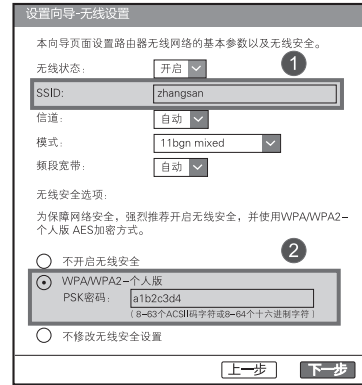 设置向导-无线设置
本向导页面设置路由器无线网络的基本参数以及无线安全。
无线状态： 开启
1
SSID: zhangsan
信道： 自动
模式： 11bgn mixed
频段宽带： 自动
无线安全选项：
为保障网络安全，强烈推荐开启无线安全，并使用WPA/WPA2-
个人版 AES加密方式。
2
不开启无线安全
WPA/WPA2-个人版
PSK密码： a1b2c3d4
（8-63个ACSII码字符或8-64个十六进制字符）
不修改无线安全设置
上一步 下一步